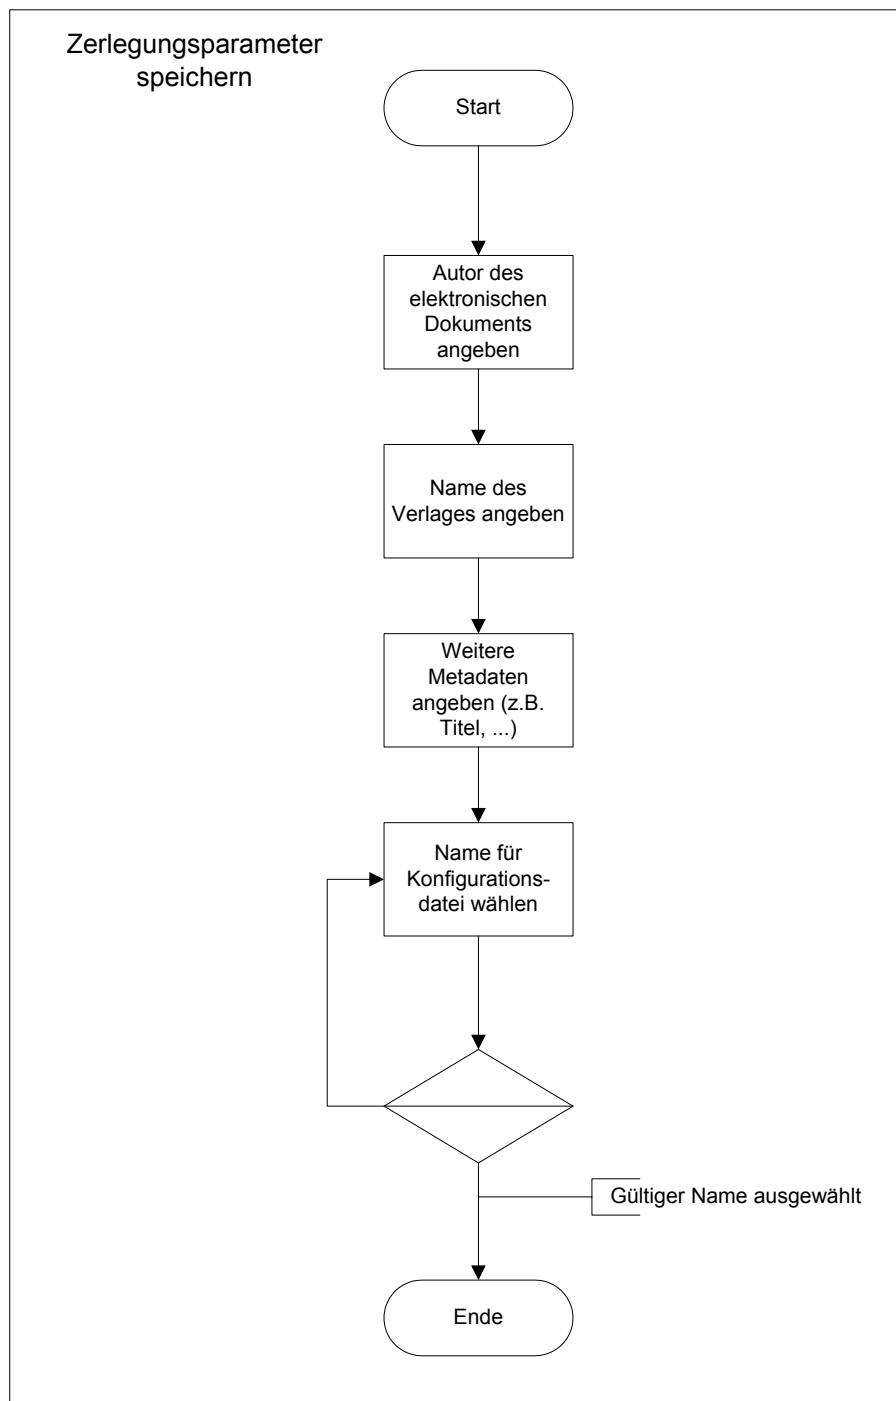 Zerlegungsparameter
speichern
Start
Autor des
elektronischen
Dokuments
angeben
Name des
Verlages angeben
Weitere
Metadaten
angeben (z.B.
Titel, ...)
Name für
Konfigurations-
datei wählen
Gültiger Name ausgewählt
Ende